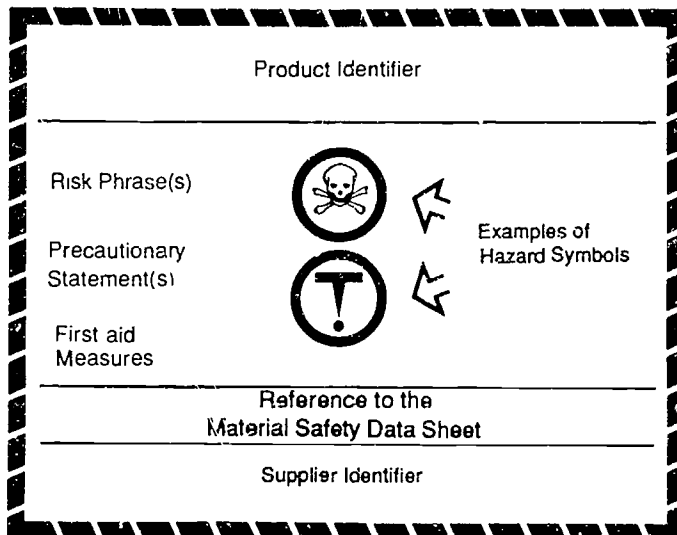 Product Identifier
Risk Phrase(s)
Precautionary
Statement(s)
First aid
Measures
Examples of
Hazard Symbols
Reference to the
Material Safety Data Sheet
Supplier Identifier